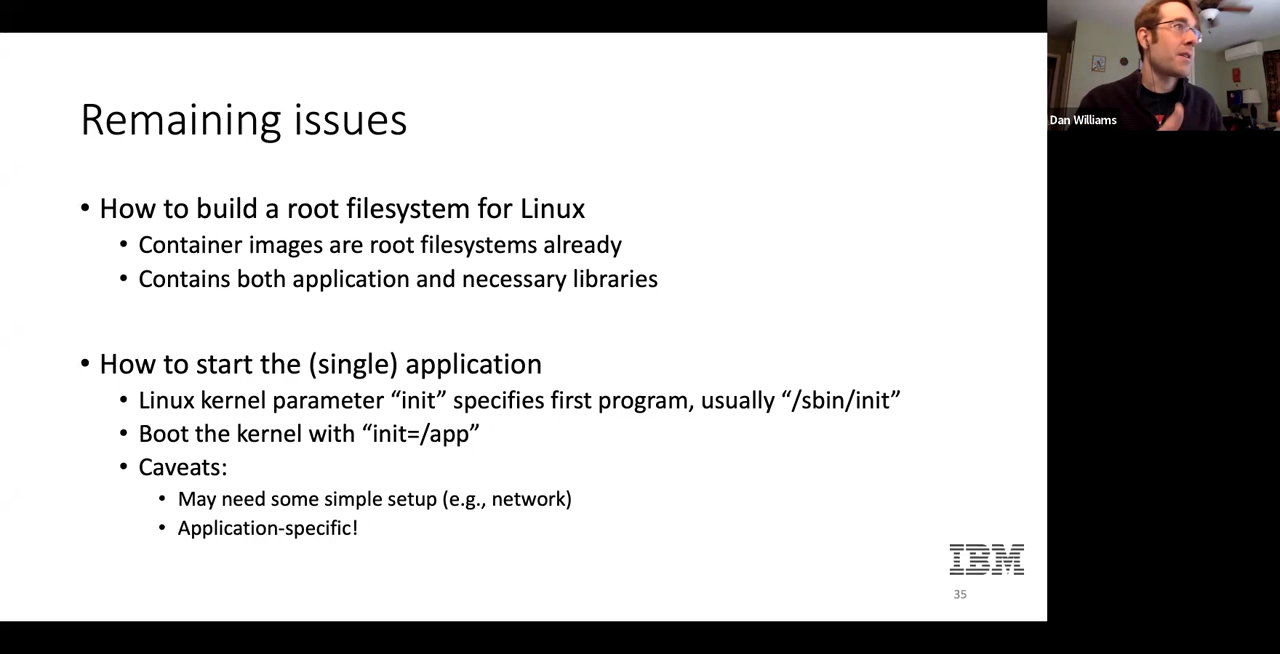 Remaining issues
• How to build a root filesystem for Linux
• Container images are root filesystems already
• Contains both application and necessary libraries
• How to start the (single) application
• Linux kernel parameter “init” specifies first program, usually “/sbin/init”
• Boot the kernel with “init=/app”
• Caveats:
• May need some simple setup (e.g., network)
• Application-specific!
IBM
35
Dan Williams